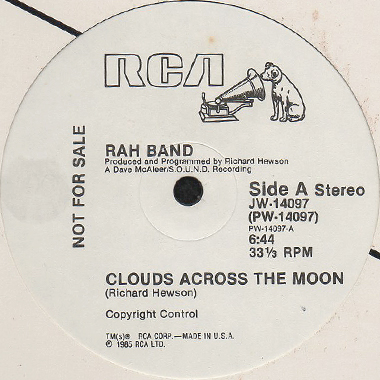 RCA
NOT FOR SALE
RAH BAND
Produced and Programmed by Richard Hewson
A Dave McAleer/S.O.U.N.D. Recording
Side A Stereo
JW-14097
(PW-14097)
PW-14097-A
6:44
33⅓ RPM
CLOUDS ACROSS THE MOON
(Richard Hewson)
Copyright Control
TM(s)® RCA CORP.—MADE IN U.S.A.
℗ 1985 RCA LTD.